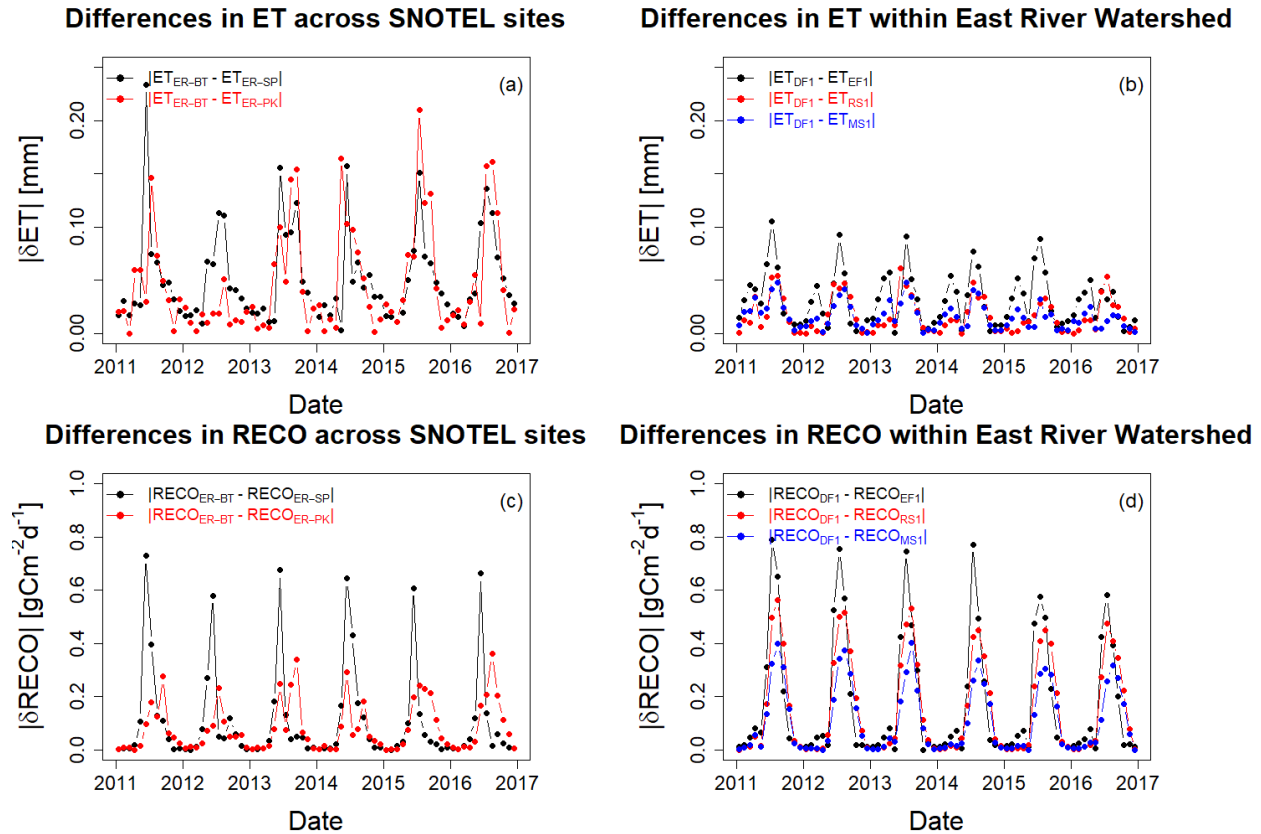 Differences in ET across SNOTEL sites
|ET_ER-BT - ET_ER-SP|
|ET_ER-BT - ET_ER-PK|
(a)
|δET| [mm]
0.00 0.10 0.20
2011 2012 2013 2014 2015 2016 2017
Date
Differences in ET within East River Watershed
|ET_DF1 - ET_EF1|
|ET_DF1 - ET_RS1|
|ET_DF1 - ET_MS1|
(b)
|δET| [mm]
0.00 0.10 0.20
2011 2012 2013 2014 2015 2016 2017
Date
Differences in RECO across SNOTEL sites
|RECO_ER-BT - RECO_ER-SP|
|RECO_ER-BT - RECO_ER-PK|
(c)
|δRECO| [gCm⁻²d⁻¹]
0.0 0.2 0.4 0.6 0.8 1.0
2011 2012 2013 2014 2015 2016 2017
Date
Differences in RECO within East River Watershed
|RECO_DF1 - RECO_EF1|
|RECO_DF1 - RECO_RS1|
|RECO_DF1 - RECO_MS1|
(d)
|δRECO| [gCm⁻²d⁻¹]
0.0 0.2 0.4 0.6 0.8 1.0
2011 2012 2013 2014 2015 2016 2017
Date